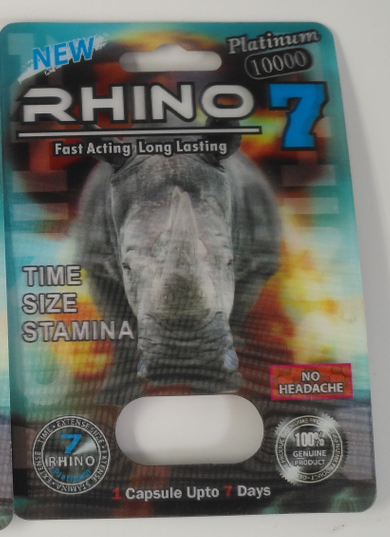 NEW
Platinum
10000
RHINO 7
Fast Acting Long Lasting
TIME
SIZE
STAMINA
NO
HEADACHE
7
RHINO
100%
GENUINE
PRODUCT
1 Capsule Upto 7 Days